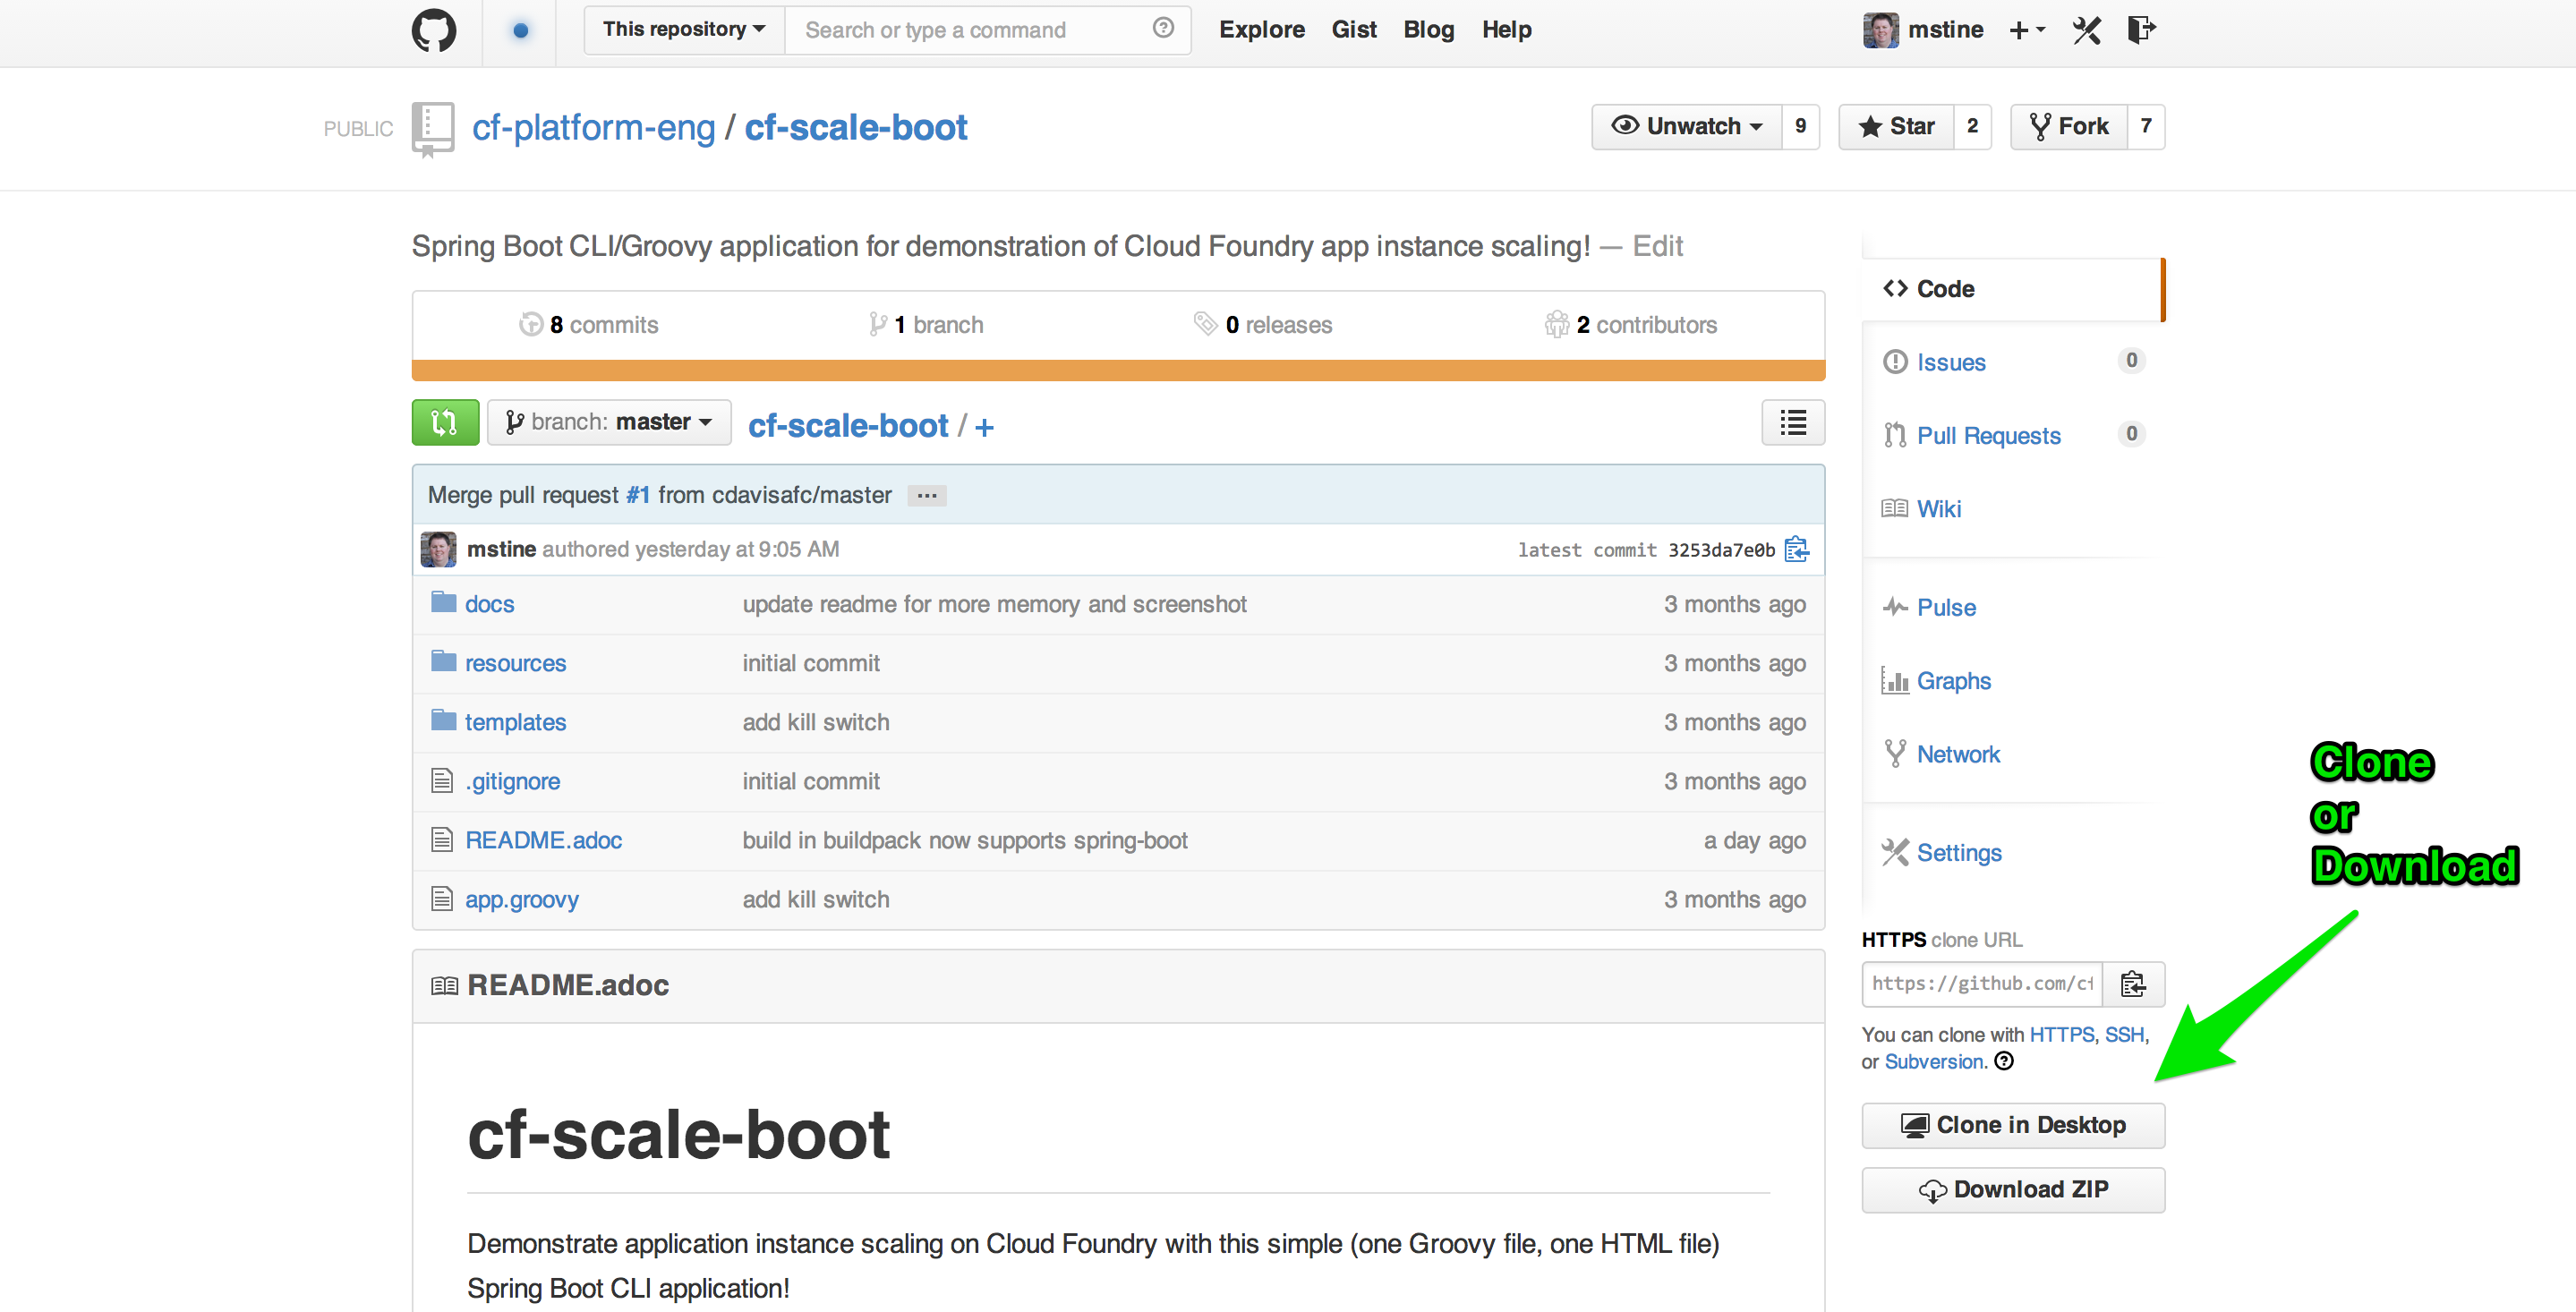 This repository Search or type a command Explore Gist Blog Help mstine
PUBLIC cf-platform-eng / cf-scale-boot Unwatch 9 Star 2 Fork 7
Spring Boot CLI/Groovy application for demonstration of Cloud Foundry app instance scaling! — Edit
8 commits 1 branch 0 releases 2 contributors
branch: master cf-scale-boot / +
Merge pull request #1 from cdavisafc/master ...
mstine authored yesterday at 9:05 AM latest commit 3253da7e0b
docs update readme for more memory and screenshot 3 months ago
resources initial commit 3 months ago
templates add kill switch 3 months ago
.gitignore initial commit 3 months ago
README.adoc build in buildpack now supports spring-boot a day ago
app.groovy add kill switch 3 months ago
README.adoc
cf-scale-boot
Demonstrate application instance scaling on Cloud Foundry with this simple (one Groovy file, one HTML file)
Spring Boot CLI application!
Code
Issues 0
Pull Requests 0
Wiki
Pulse
Graphs
Network
Settings
HTTPS clone URL
https://github.com/cf
You can clone with HTTPS, SSH,
or Subversion.
Clone in Desktop
Download ZIP
Clone
or
Download